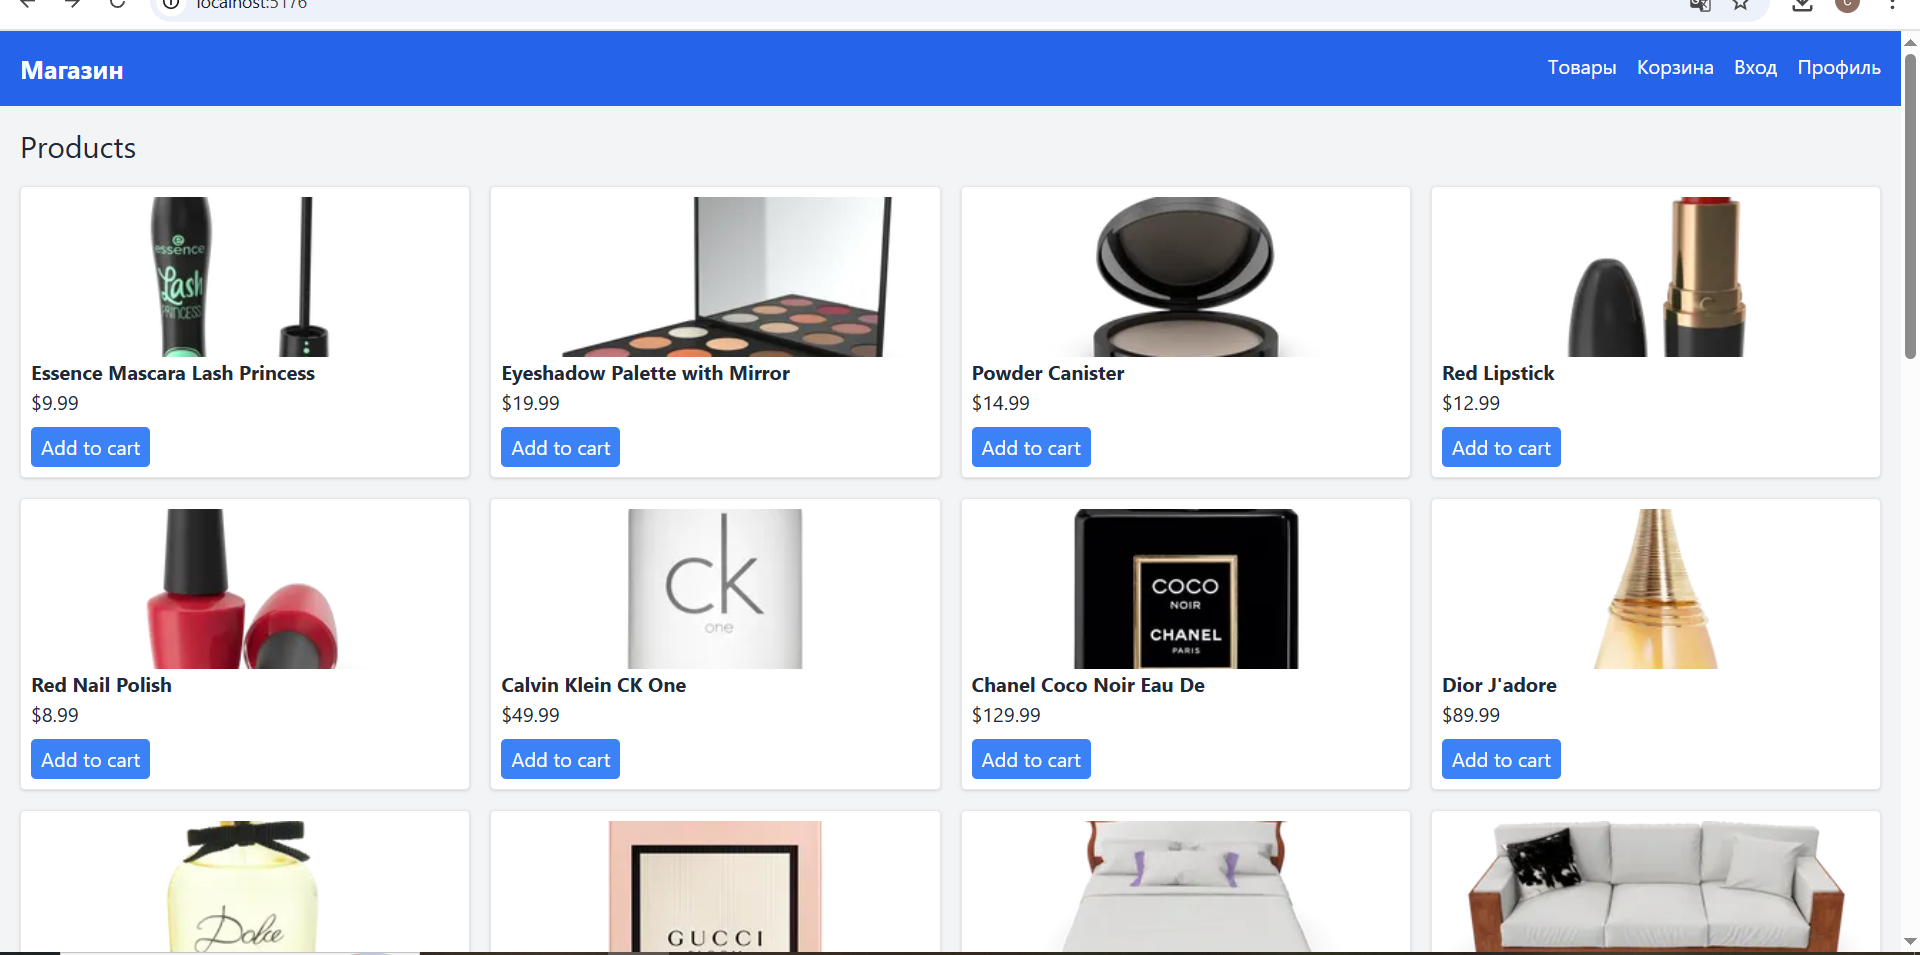 localhost:5176
Магазин
Товары Корзина Вход Профиль
Products
essence
Lash
PRINCESS
Essence Mascara Lash Princess
$9.99
Add to cart
Eyeshadow Palette with Mirror
$19.99
Add to cart
Powder Canister
$14.99
Add to cart
Red Lipstick
$12.99
Add to cart
Red Nail Polish
$8.99
Add to cart
ck
one
Calvin Klein CK One
$49.99
Add to cart
COCO
NOIR
CHANEL
PARIS
Chanel Coco Noir Eau De
$129.99
Add to cart
Dior J'adore
$89.99
Add to cart
Dolce
GUCCI